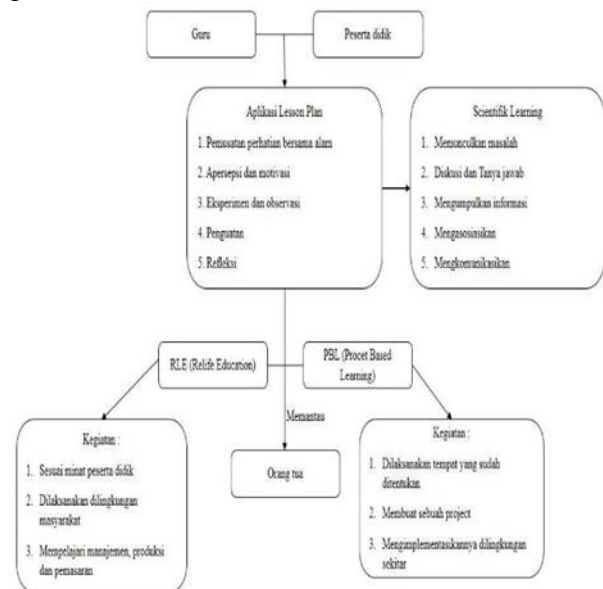 Guru
Peserta didik
Aplikasi Lesson Plan
1. Pemusatan perhatian bersama alam
2. Apersepsi dan motivasi
3. Eksperimen dan observasi
4. Penguatan
5. Refleksi
Scientifik Learning
1. Memunculkan masalah
2. Diskusi dan Tanya jawab
3. Mengumpulkan informasi
4. Mengasosiasikan
5. Mengkomunikasikan
RLE (Relife Education)
PBL (Procet Based
Learning)
Memantau
Orang tua
Kegiatan :
1. Sesuai minat peserta didik
2. Dilaksanakan dilingkungan
masyarakat
3. Mempelajari manajemen, produksi
dan pemasaran
Kegiatan :
1. Dilaksanakan tempat yang sudah
ditentukan
2. Membuat sebuah project
3. Mengimplementasikannya dilingkungan
sekitar